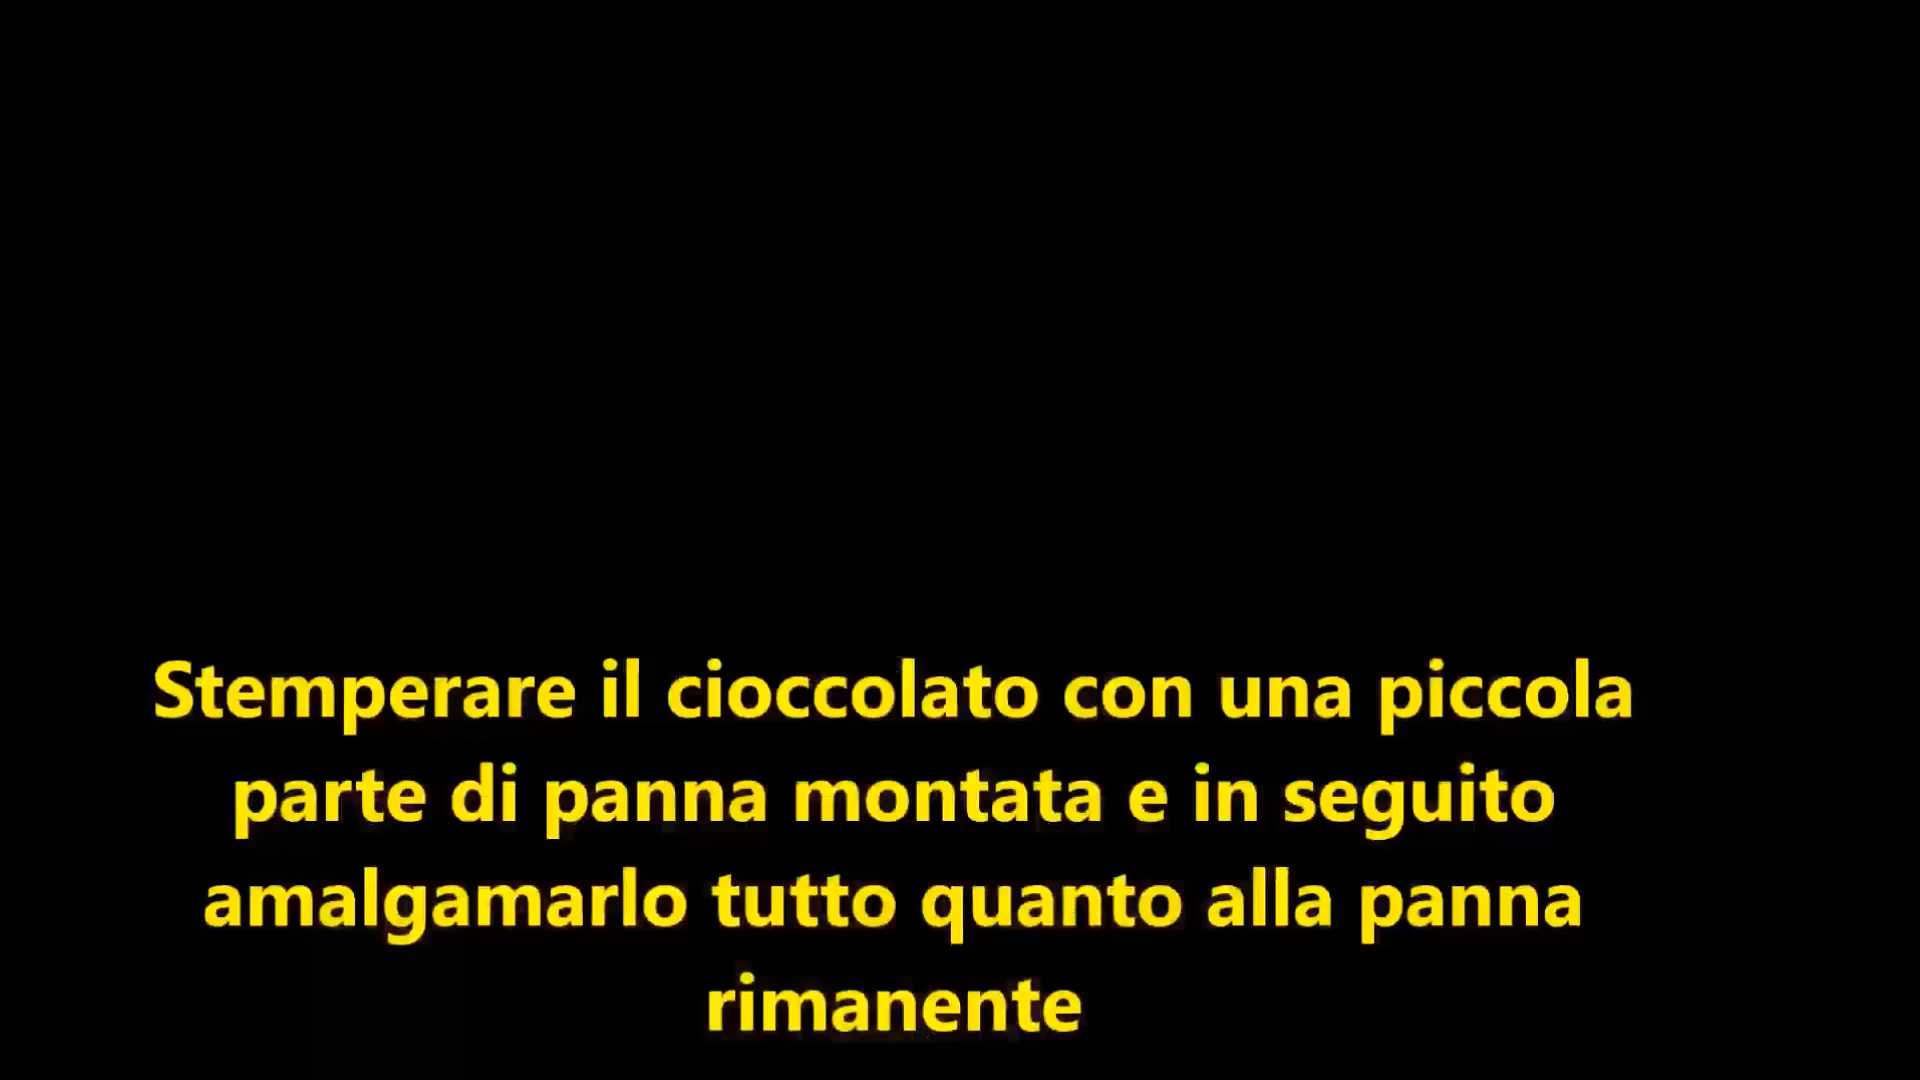 Stemperare il cioccolato con una piccola
parte di panna montata e in seguito
amalgamarlo tutto quanto alla panna
rimanente